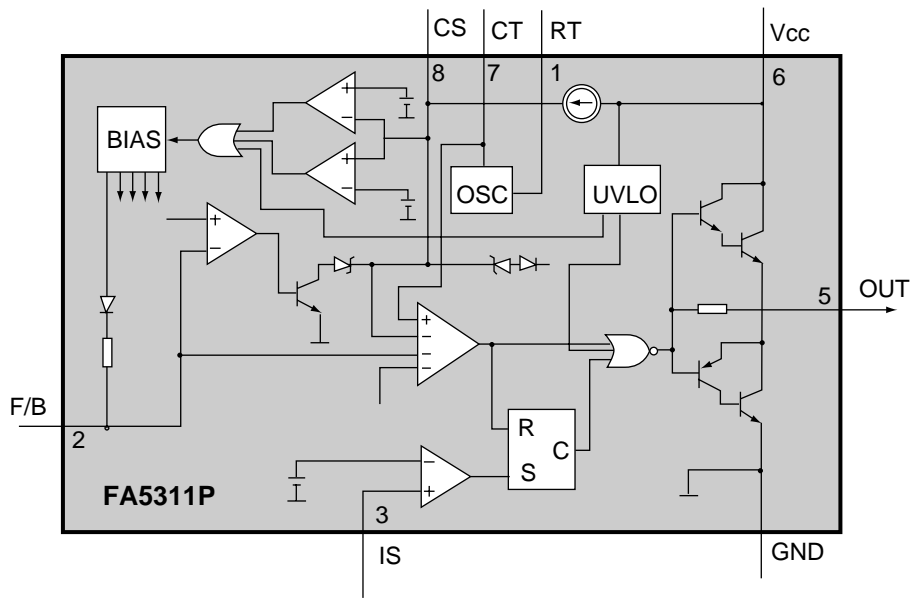 CS CT RT Vcc
8 7 1 6
+
−
BIAS
+
−
OSC
UVLO
+
−
5 OUT
+
−
−
−
F/B
2
R
C
S
−
+
FA5311P
3
IS
GND